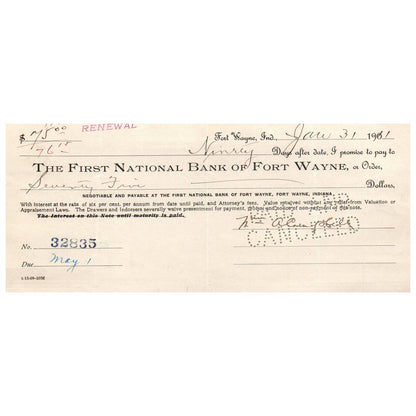 RENEWAL
$ 75 00
76 15
Fort Wayne, Ind., Jan 31 1911
Ninety Days after date, I promise to pay to
THE FIRST NATIONAL BANK OF FORT WAYNE, or Order,
Seventy Five Dollars,
NEGOTIABLE AND PAYABLE AT THE FIRST NATIONAL BANK OF FORT WAYNE, FORT WAYNE, INDIANA,
With Interest at the rate of six per cent. per annum from date until paid, and Attorney's fees. Value received without any relief from Valuation or
Appraisement Laws. The Drawers and Indorsers severally waive presentment for payment, protest and notice of non-payment of this note.
The Interest on this Note until maturity is paid.
Wm
CANCELLED
No. 32835
Due May 1